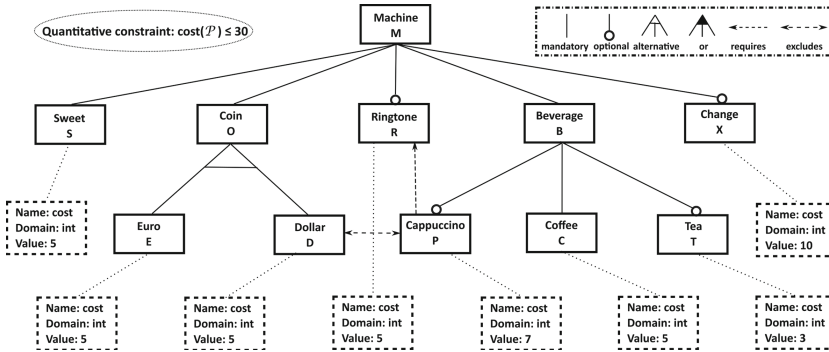 Quantitative constraint: cost(𝒫) ≤ 30
Machine
M
mandatory optional alternative or requires excludes
Sweet
S
Coin
O
Ringtone
R
Beverage
B
Change
X
Name: cost
Domain: int
Value: 5
Euro
E
Dollar
D
Cappuccino
P
Coffee
C
Tea
T
Name: cost
Domain: int
Value: 10
Name: cost
Domain: int
Value: 5
Name: cost
Domain: int
Value: 5
Name: cost
Domain: int
Value: 5
Name: cost
Domain: int
Value: 7
Name: cost
Domain: int
Value: 5
Name: cost
Domain: int
Value: 3